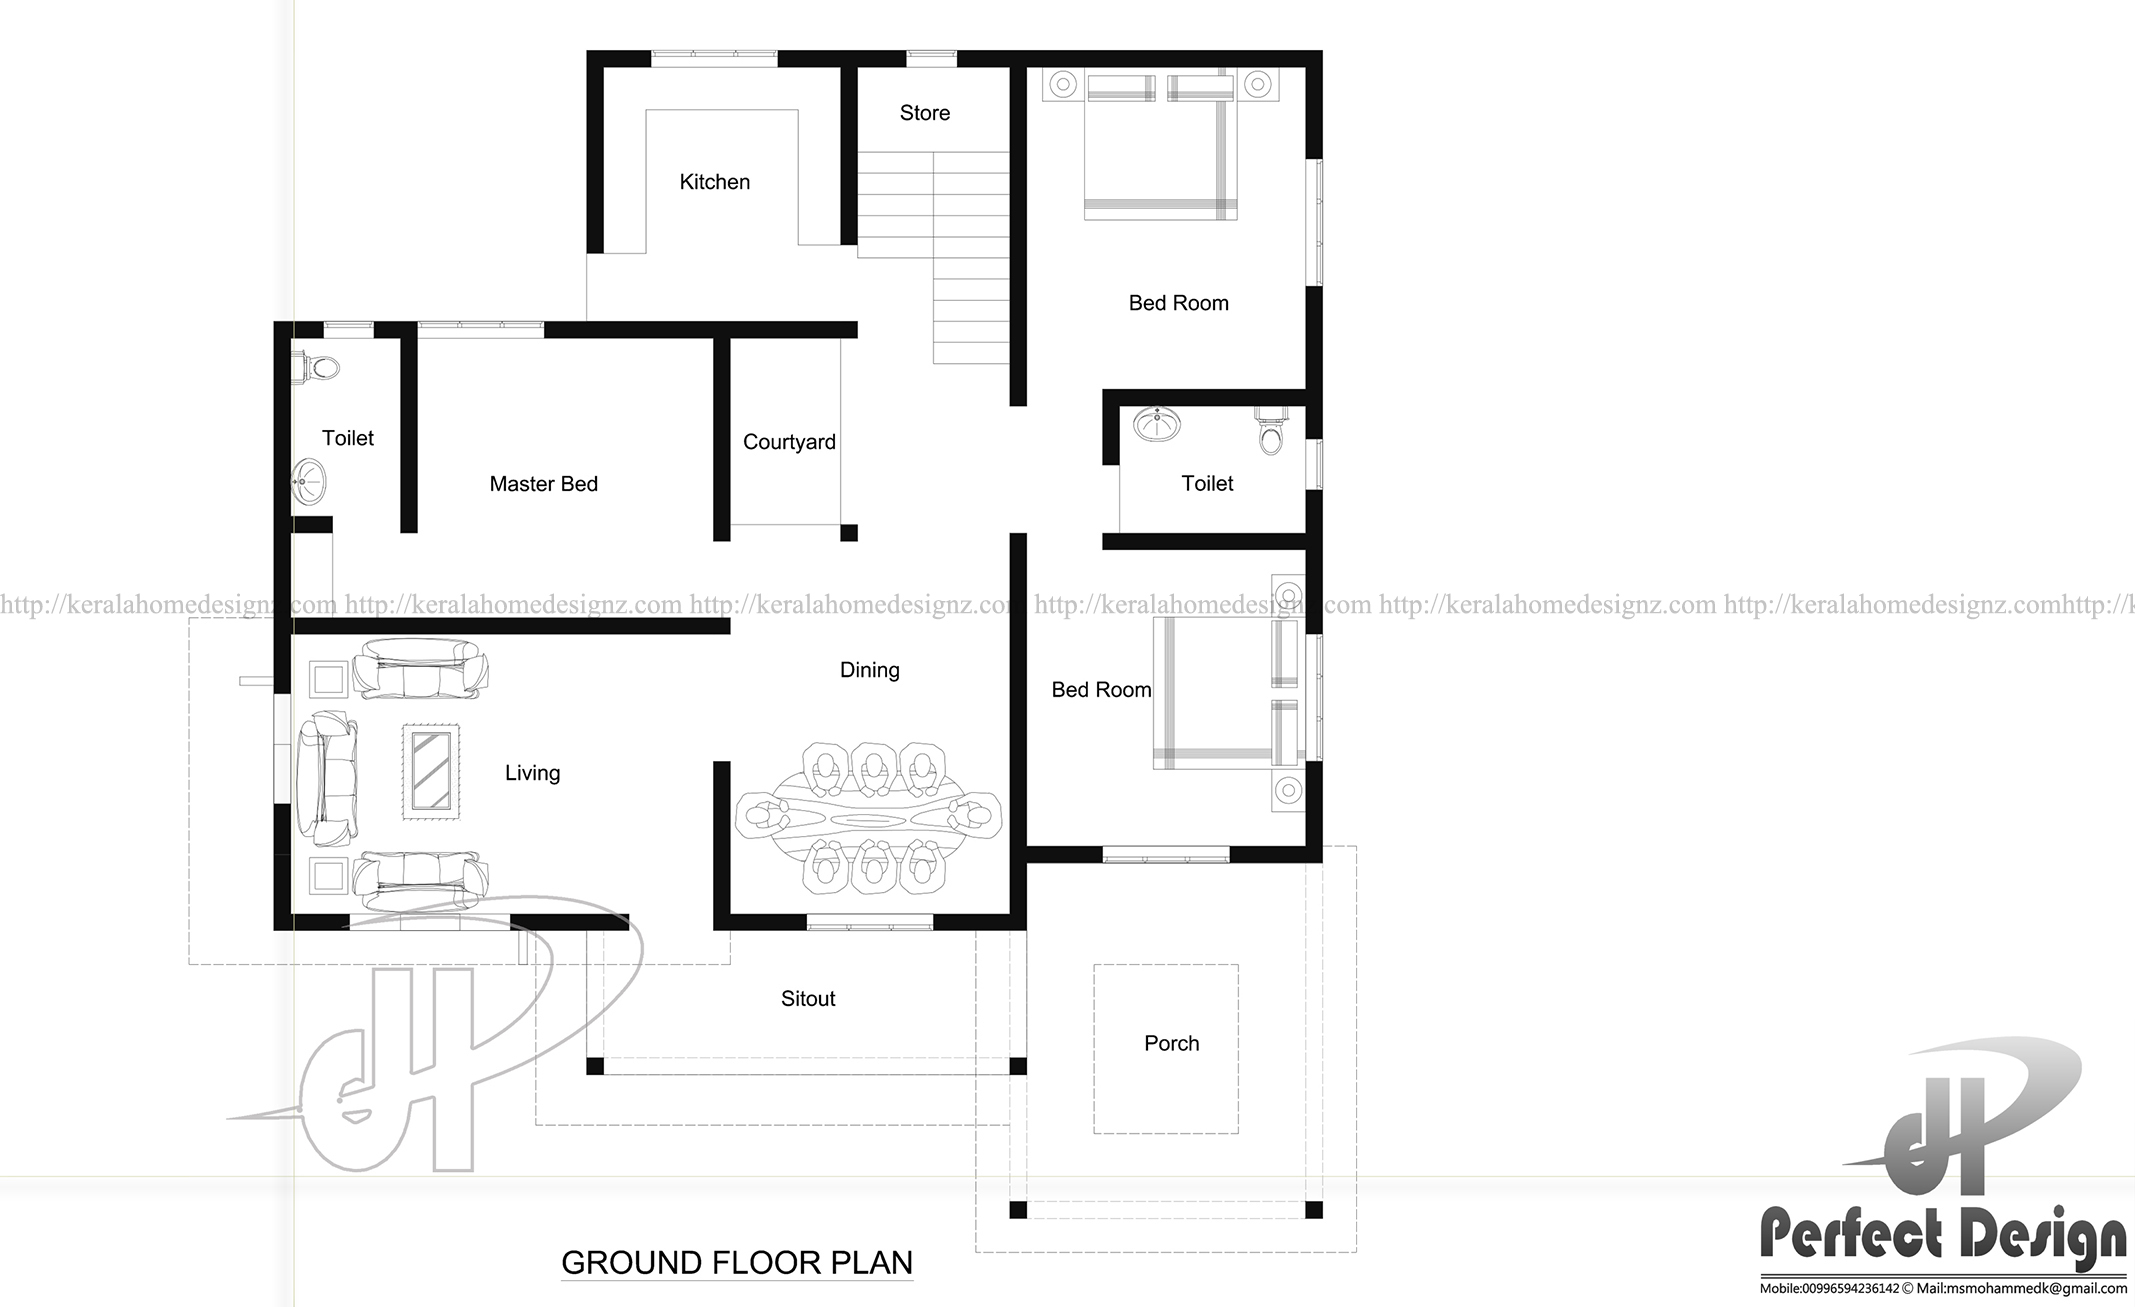 Store
Kitchen
Bed Room
Toilet
Courtyard
Master Bed
Toilet
http://keralahomedesignz.com http://keralahomedesignz.com http://keralahomedesignz.com http://keralahomedesignz.com http://keralahomedesignz.com http://keralahomedesignz.comhttp://k
Dining
Bed Room
Living
Sitout
Porch
GROUND FLOOR PLAN
Perfect Design
Mobile:00996594236142 © Mail:msmohammedk@gmail.com